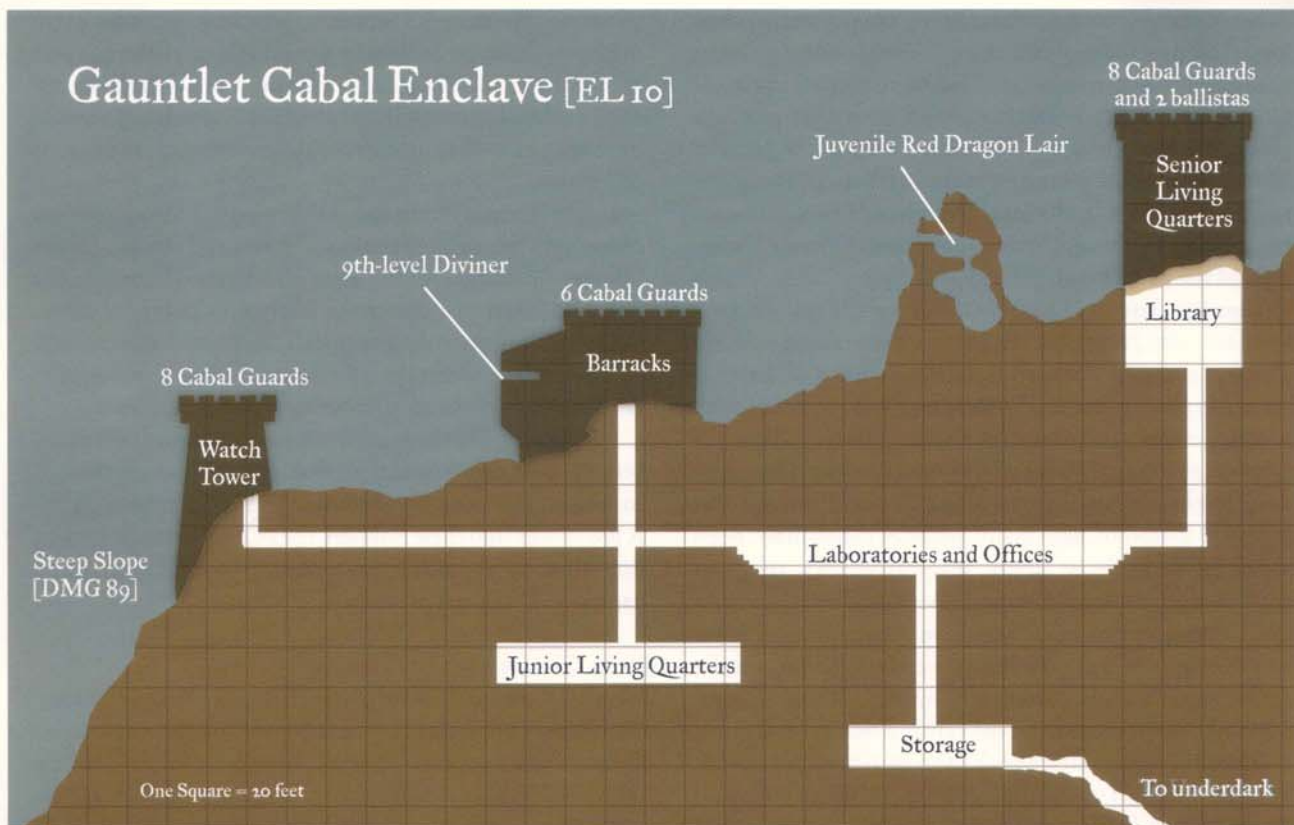 Gauntlet Cabal Enclave [EL 10]
8 Cabal Guards
and 2 ballistas
Juvenile Red Dragon Lair
Senior
Living
Quarters
9th-level Diviner
6 Cabal Guards
Library
Barracks
8 Cabal Guards
Watch
Tower
Steep Slope
[DMG 89]
Laboratories and Offices
Junior Living Quarters
Storage
One Square = 20 feet
To underdark